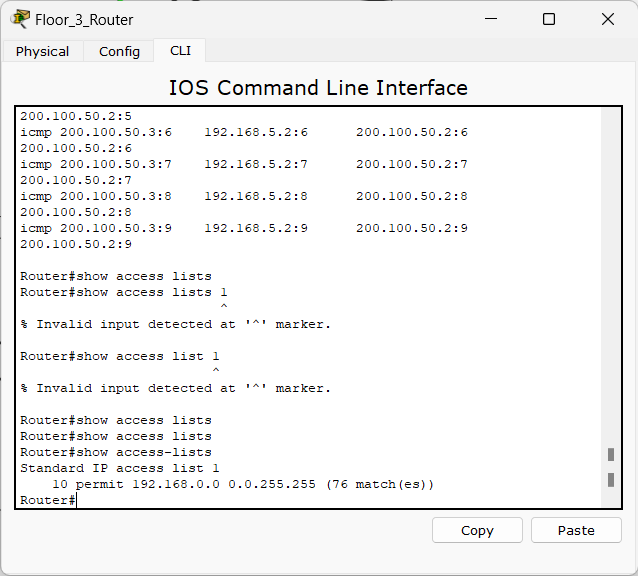 Floor_3_Router
Physical Config CLI
IOS Command Line Interface
200.100.50.2:5
icmp 200.100.50.3:6 192.168.5.2:6 200.100.50.2:6
200.100.50.2:6
icmp 200.100.50.3:7 192.168.5.2:7 200.100.50.2:7
200.100.50.2:7
icmp 200.100.50.3:8 192.168.5.2:8 200.100.50.2:8
200.100.50.2:8
icmp 200.100.50.3:9 192.168.5.2:9 200.100.50.2:9
200.100.50.2:9
Router#show access lists
Router#show access lists 1
^
% Invalid input detected at '^' marker.
Router#show access list 1
^
% Invalid input detected at '^' marker.
Router#show access lists
Router#show access lists
Router#show access-lists
Standard IP access list 1
10 permit 192.168.0.0 0.0.255.255 (76 match(es))
Router#
Copy Paste